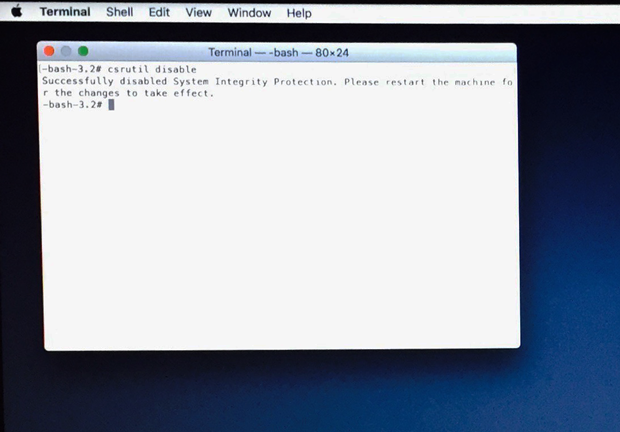 Terminal Shell Edit View Window Help
Terminal — -bash — 80×24
[-bash-3.2# csrutil disable
Successfully disabled System Integrity Protection. Please restart the machine fo
r the changes to take effect.
-bash-3.2#